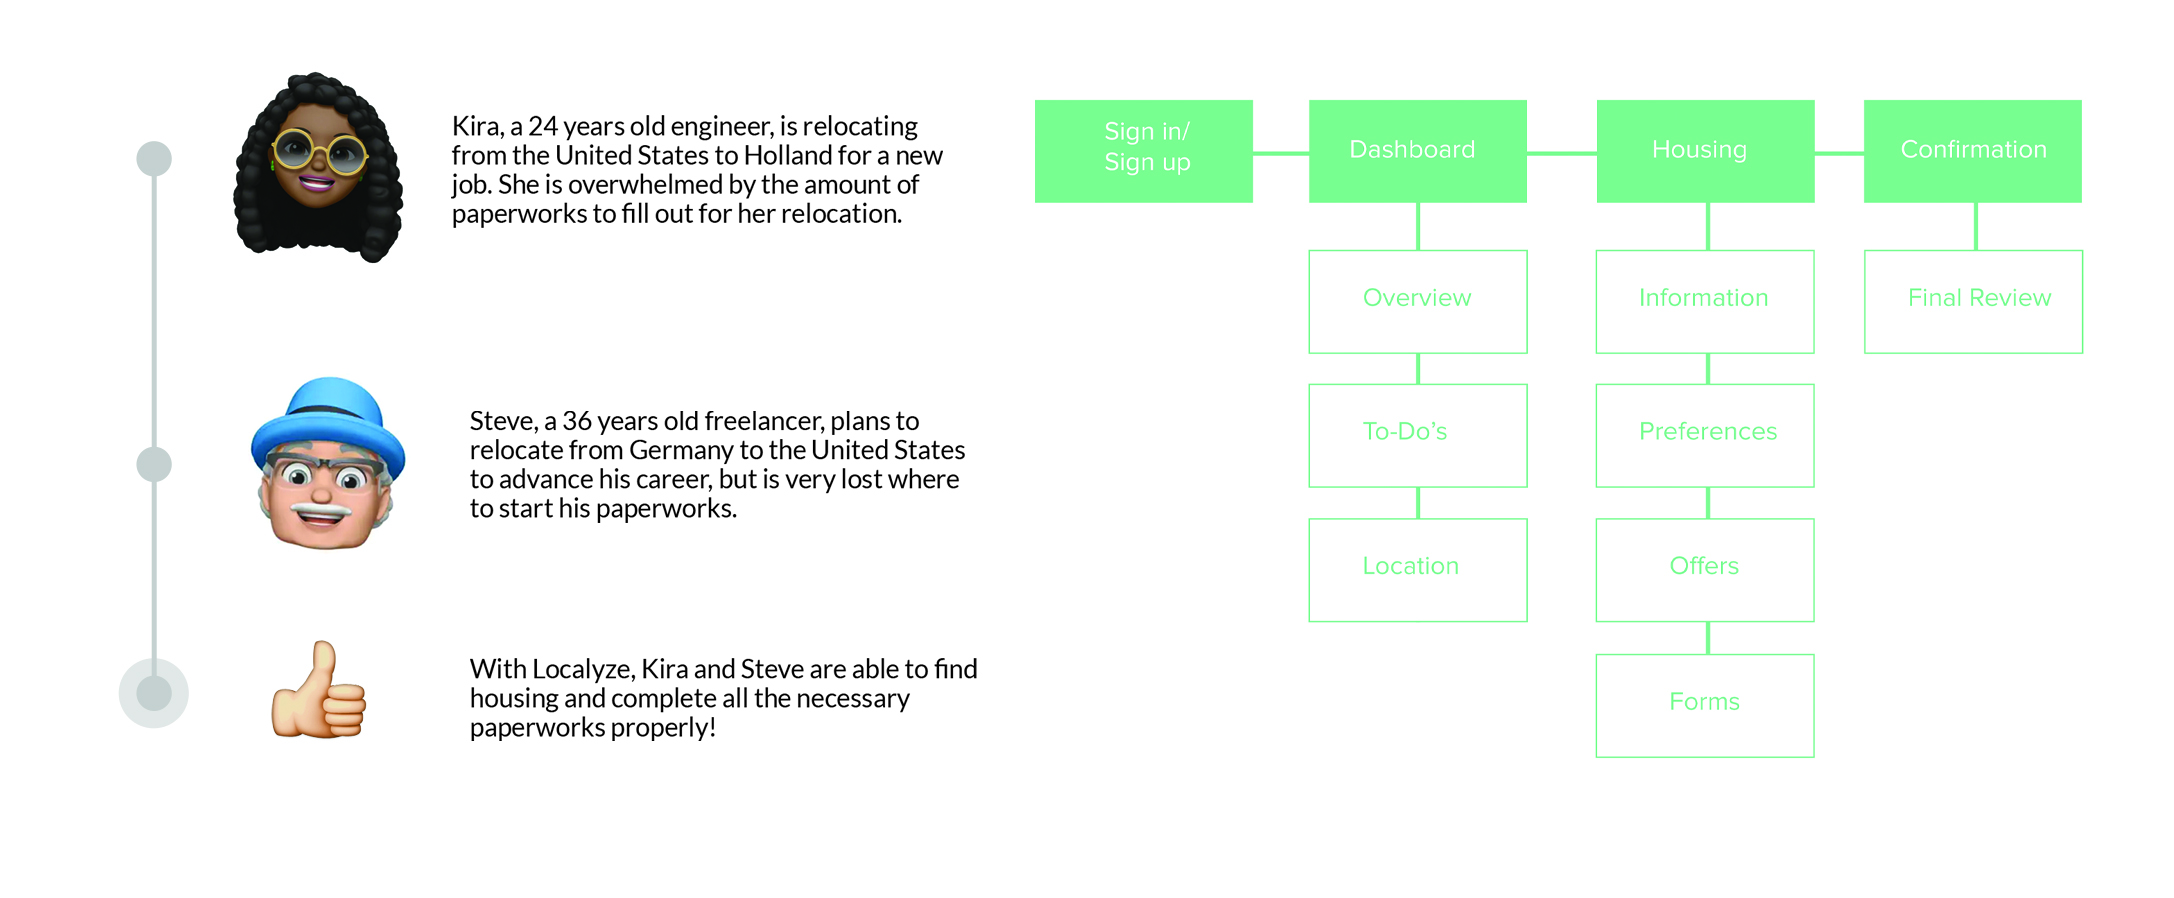 Kira, a 24 years old engineer, is relocating
from the United States to Holland for a new
job. She is overwhelmed by the amount of
paperworks to fill out for her relocation.
Steve, a 36 years old freelancer, plans to
relocate from Germany to the United States
to advance his career, but is very lost where
to start his paperworks.
With Localyze, Kira and Steve are able to find
housing and complete all the necessary
paperworks properly!
Sign in/
Sign up
Dashboard
Housing
Confirmation
Overview
Information
Final Review
To-Do’s
Preferences
Location
Offers
Forms